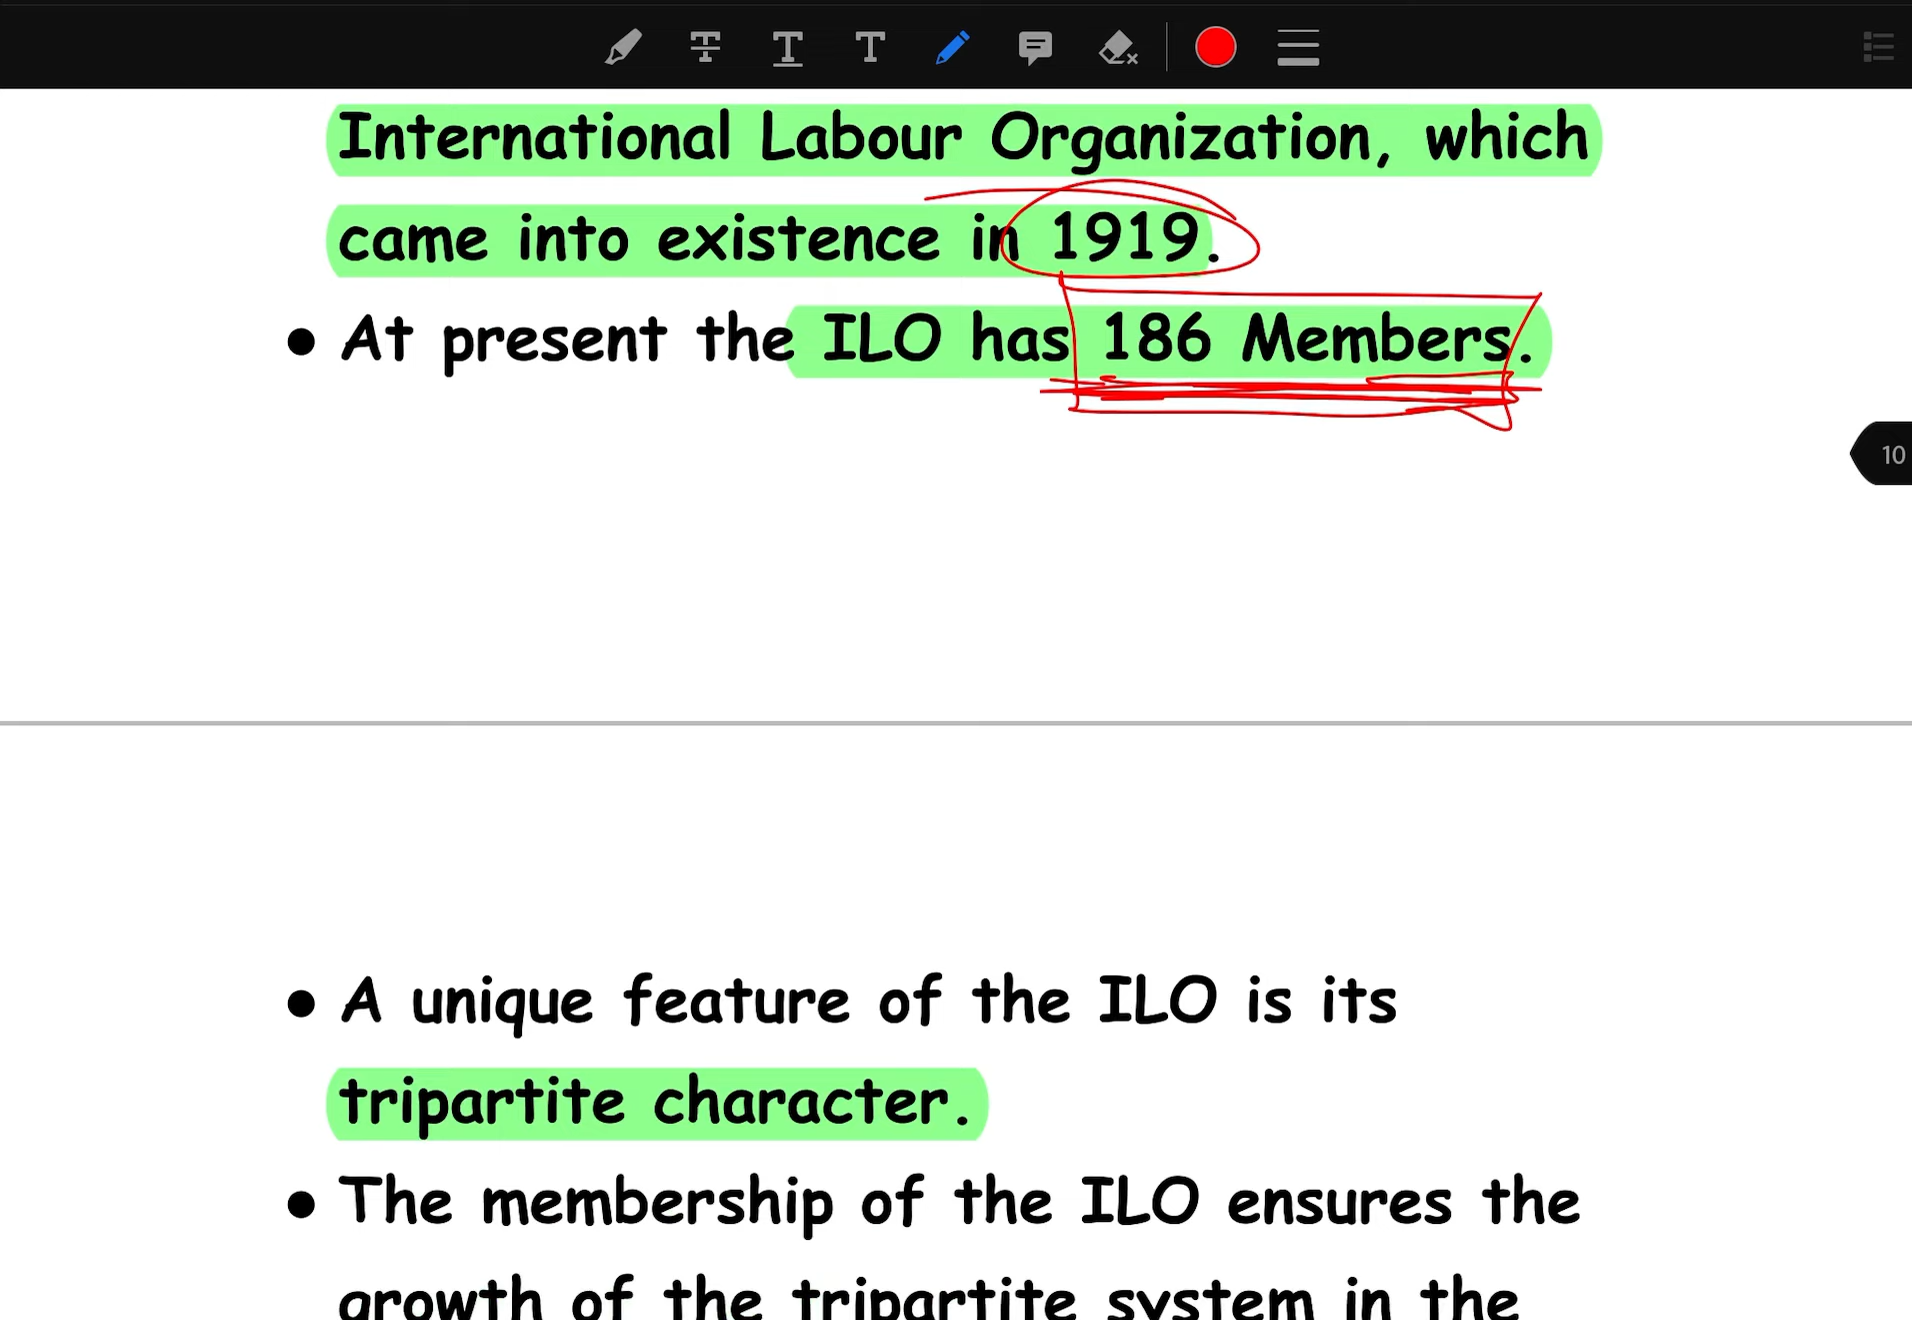 International Labour Organization, which
came into existence in 1919.
● At present the ILO has 186 Members.
10
● A unique feature of the ILO is its
tripartite character.
● The membership of the ILO ensures the
growth of the tripartite system in the